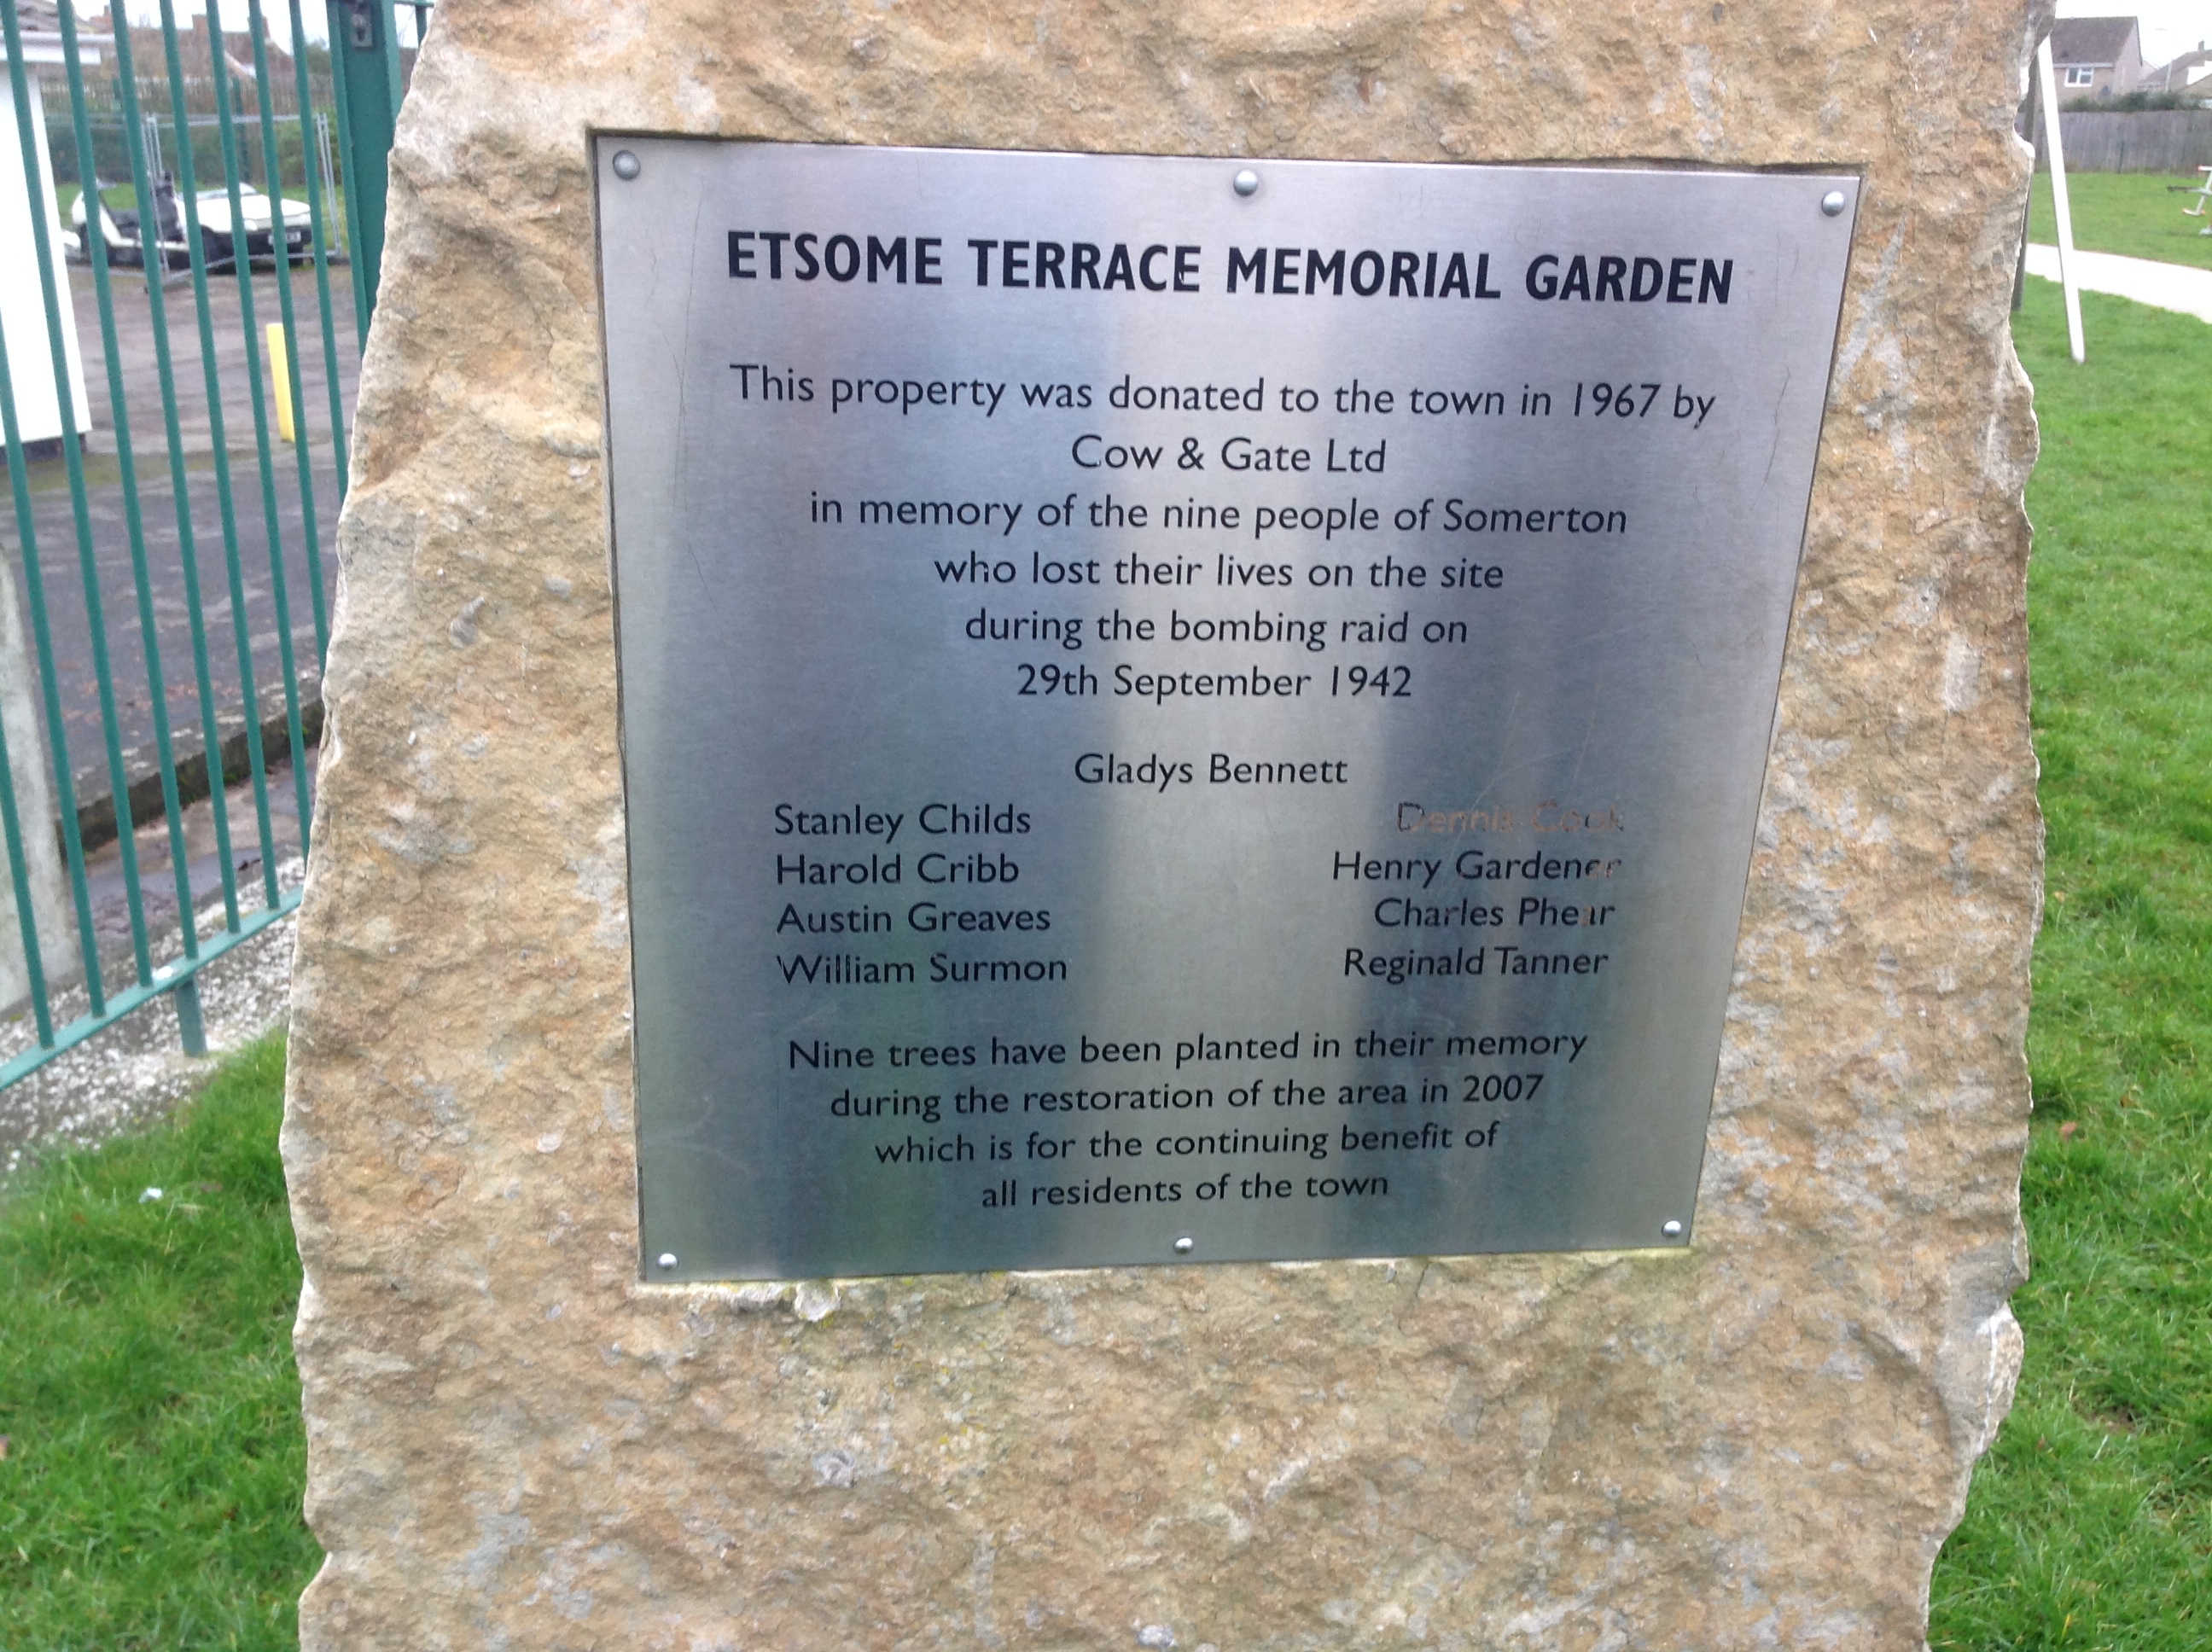 ETSOME TERRACE MEMORIAL GARDEN
This property was donated to the town in 1967 by
Cow & Gate Ltd
in memory of the nine people of Somerton
who lost their lives on the site
during the bombing raid on
29th September 1942
Gladys Bennett
Stanley Childs Dennis Cook
Harold Cribb Henry Gardener
Austin Greaves Charles Phear
William Surmon Reginald Tanner
Nine trees have been planted in their memory
during the restoration of the area in 2007
which is for the continuing benefit of
all residents of the town